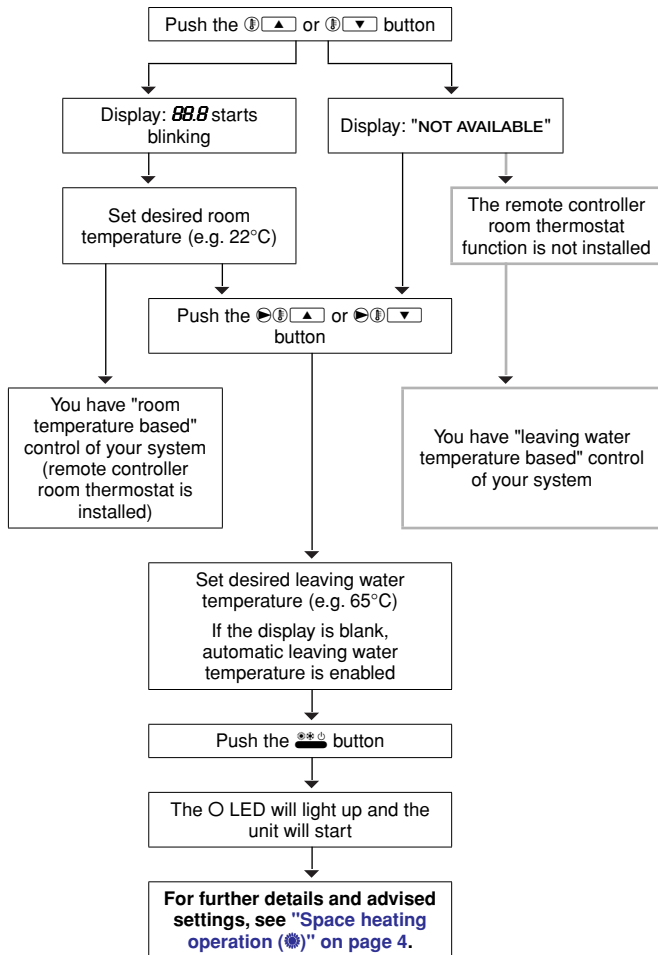 Push the ▲ or ▼ button
Display: 88.8 starts
blinking
Display: "NOT AVAILABLE"
Set desired room
temperature (e.g. 22°C)
The remote controller
room thermostat
function is not installed
Push the ▲ or ▼
button
You have "room
temperature based"
control of your system
(remote controller
room thermostat is
installed)
You have "leaving water
temperature based" control
of your system
Set desired leaving water
temperature (e.g. 65°C)
If the display is blank,
automatic leaving water
temperature is enabled
Push the button
The O LED will light up and the
unit will start
For further details and advised
settings, see "Space heating
operation (☼)" on page 4.